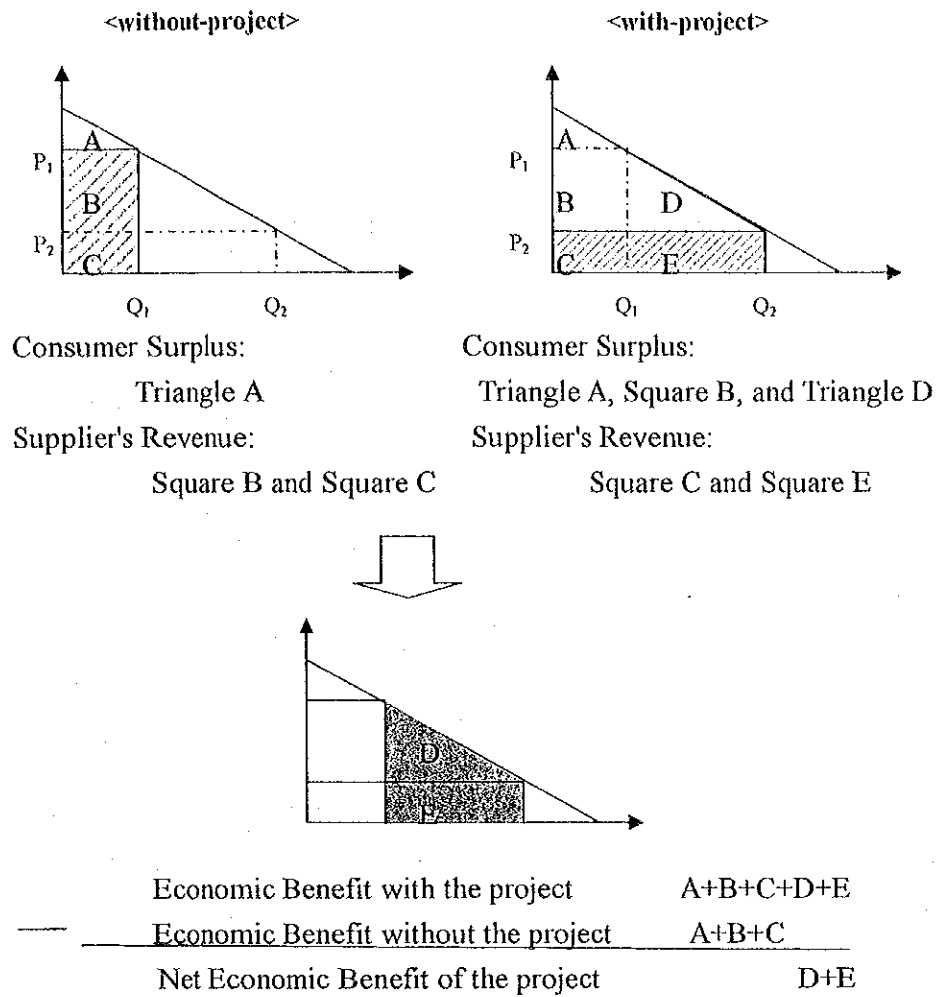 <without-project>
<with-project>
A
P₁
B
P₂
C
Q₁
Q₂
A
P₁
B
D
P₂
C
E
Q₁
Q₂
Consumer Surplus:
Triangle A
Supplier's Revenue:
Square B and Square C
Consumer Surplus:
Triangle A, Square B, and Triangle D
Supplier's Revenue:
Square C and Square E
D
E
Economic Benefit with the project A+B+C+D+E
Economic Benefit without the project A+B+C
Net Economic Benefit of the project D+E